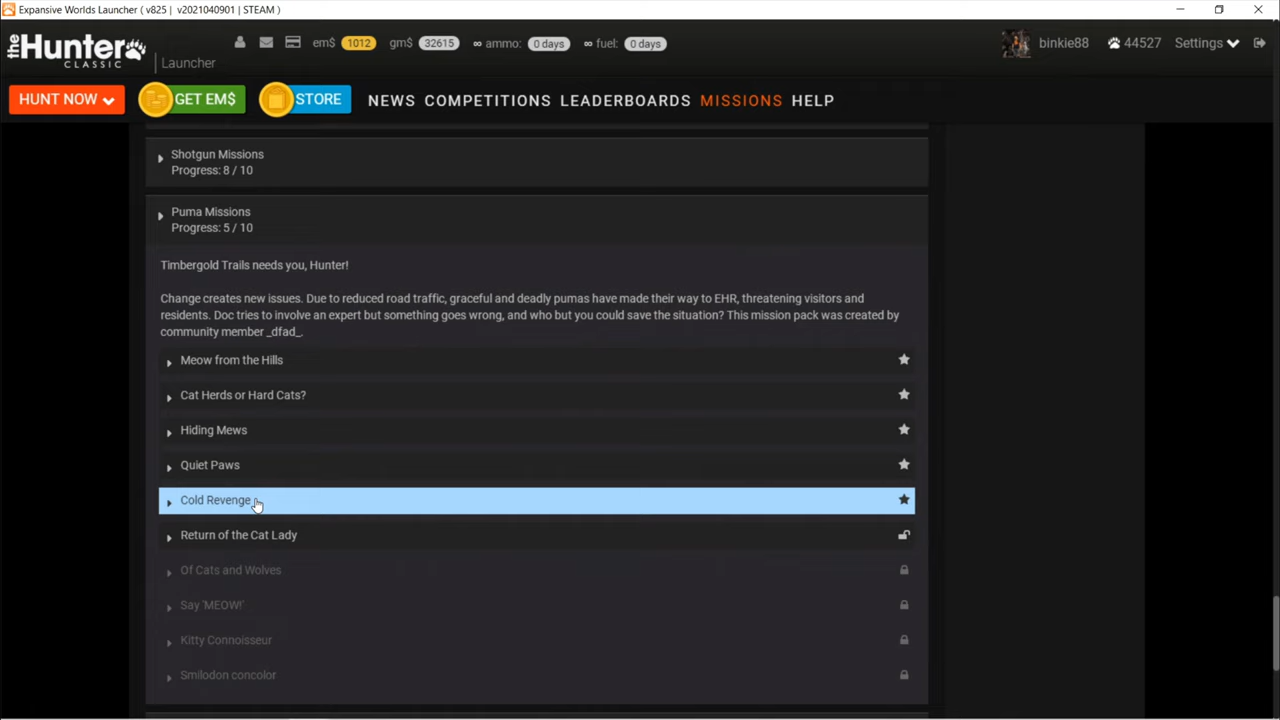 Expansive Worlds Launcher ( v825 | v2021040901 | STEAM )
theHunter CLASSIC | Launcher
em$ 1012 gm$ 32615 ∞ ammo: 0 days ∞ fuel: 0 days
binkie88 44527 Settings
HUNT NOW GET EM$ STORE NEWS COMPETITIONS LEADERBOARDS MISSIONS HELP
Shotgun Missions
Progress: 8 / 10
Puma Missions
Progress: 5 / 10
Timbergold Trails needs you, Hunter!
Change creates new issues. Due to reduced road traffic, graceful and deadly pumas have made their way to EHR, threatening visitors and
residents. Doc tries to involve an expert but something goes wrong, and who but you could save the situation? This mission pack was created by
community member _dfad_.
Meow from the Hills
Cat Herds or Hard Cats?
Hiding Mews
Quiet Paws
Cold Revenge
Return of the Cat Lady
Of Cats and Wolves
Say 'MEOW!'
Kitty Connoisseur
Smilodon concolor